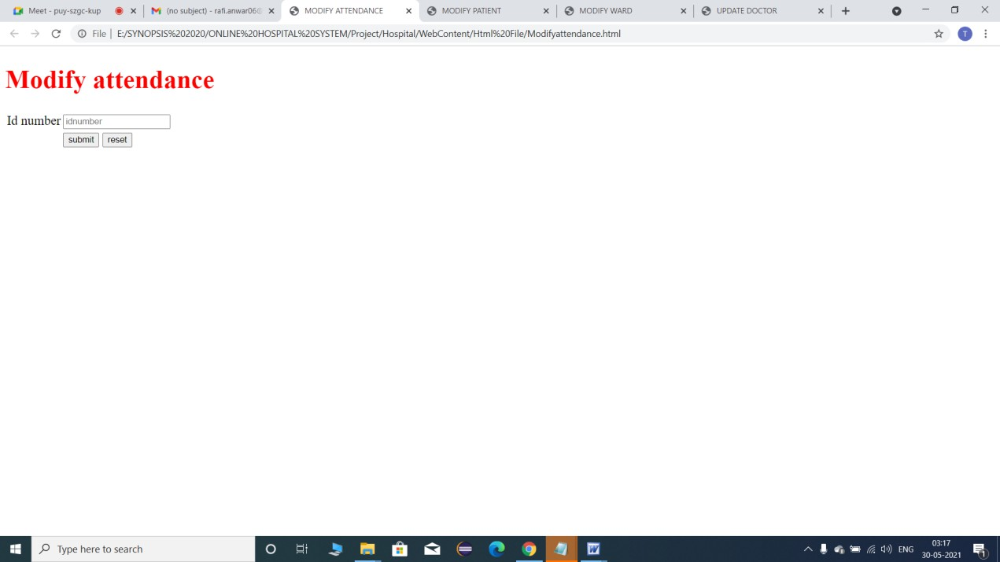 Meet - puy-szgc-kup
(no subject) - rafi.anwar06@
MODIFY ATTENDANCE
MODIFY PATIENT
MODIFY WARD
UPDATE DOCTOR
File | E:/SYNOPSIS%202020/ONLINE%20HOSPITAL%20SYSTEM/Project/Hospital/WebContent/Html%20File/Modifyattendance.html
T
Modify attendance
Id number idnumber
submit reset
Type here to search
W
ENG
03:17
30-05-2021
1